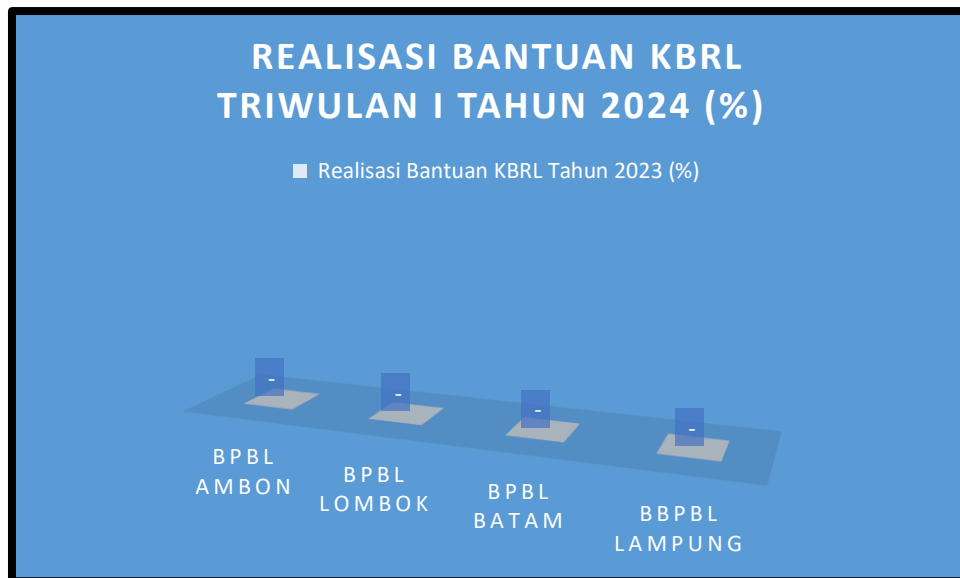 REALISASI BANTUAN KBRL
TRIWULAN I TAHUN 2024 (%)
Realisasi Bantuan KBRL Tahun 2023 (%)
-
-
-
-
BPBL
AMBON
BPBL
LOMBOK
BPBL
BATAM
BBPBL
LAMPUNG